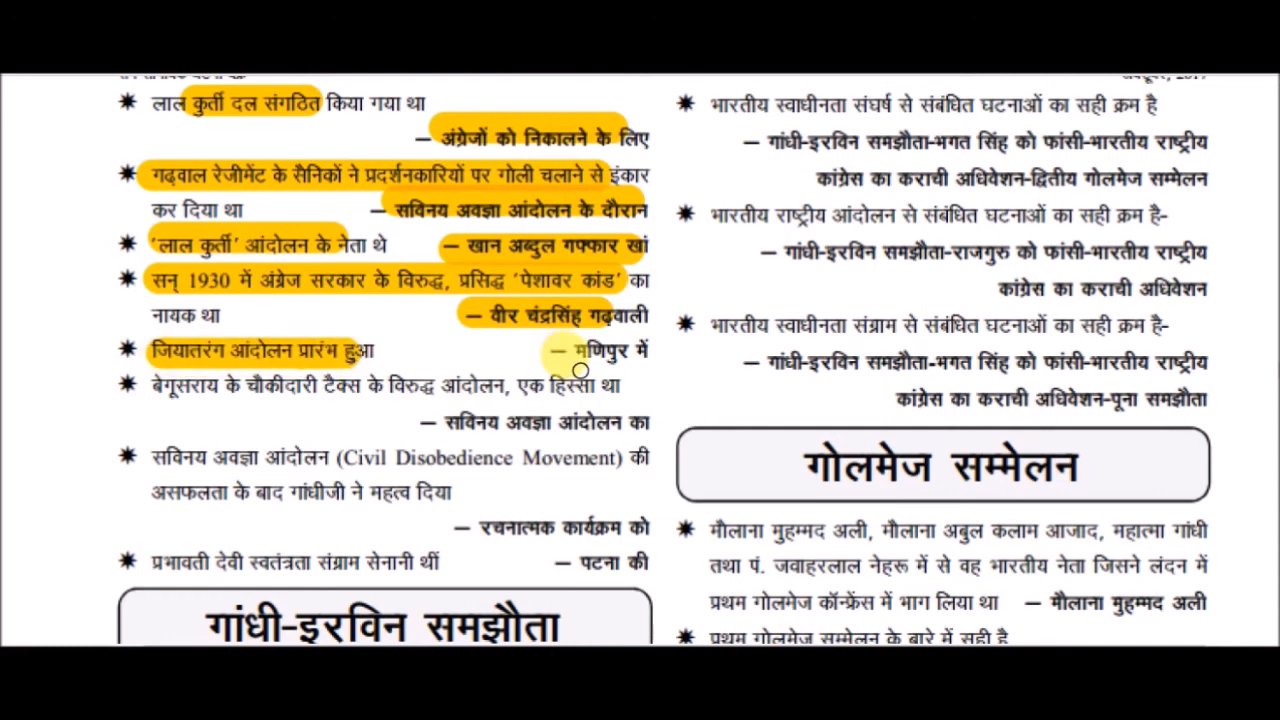 ✷ लाल कुर्ती दल संगठित किया गया था
– अंग्रेजों को निकालने के लिए
✷ गढ़वाल रेजीमेंट के सैनिकों ने प्रदर्शनकारियों पर गोली चलाने से इंकार
कर दिया था – सविनय अवज्ञा आंदोलन के दौरान
✷ 'लाल कुर्ती' आंदोलन के नेता थे – खान अब्दुल गफ्फार खां
✷ सन् 1930 में अंग्रेज सरकार के विरुद्ध, प्रसिद्ध 'पेशावर कांड' का
नायक था – वीर चंद्रसिंह गढ़वाली
✷ जियातरंग आंदोलन प्रारंभ हुआ – मणिपुर में
✷ बेगूसराय के चौकीदारी टैक्स के विरुद्ध आंदोलन, एक हिस्सा था
– सविनय अवज्ञा आंदोलन का
✷ सविनय अवज्ञा आंदोलन (Civil Disobedience Movement) की
असफलता के बाद गांधीजी ने महत्व दिया
– रचनात्मक कार्यक्रम को
✷ प्रभावती देवी स्वतंत्रता संग्राम सेनानी थीं – पटना की
गांधी-इरविन समझौता
✷ भारतीय स्वाधीनता संघर्ष से संबंधित घटनाओं का सही क्रम है
– गांधी-इरविन समझौता-भगत सिंह को फांसी-भारतीय राष्ट्रीय
कांग्रेस का कराची अधिवेशन-द्वितीय गोलमेज सम्मेलन
✷ भारतीय राष्ट्रीय आंदोलन से संबंधित घटनाओं का सही क्रम है-
– गांधी-इरविन समझौता-राजगुरु को फांसी-भारतीय राष्ट्रीय
कांग्रेस का कराची अधिवेशन
✷ भारतीय स्वाधीनता संग्राम से संबंधित घटनाओं का सही क्रम है-
– गांधी-इरविन समझौता-भगत सिंह को फांसी-भारतीय राष्ट्रीय
कांग्रेस का कराची अधिवेशन-पूना समझौता
गोलमेज सम्मेलन
✷ मौलाना मुहम्मद अली, मौलाना अबुल कलाम आजाद, महात्मा गांधी
तथा पं. जवाहरलाल नेहरू में से वह भारतीय नेता जिसने लंदन में
प्रथम गोलमेज कॉन्फ्रेंस में भाग लिया था – मौलाना मुहम्मद अली
✷ प्रथम गोलमेज सम्मेलन के बारे में सही है